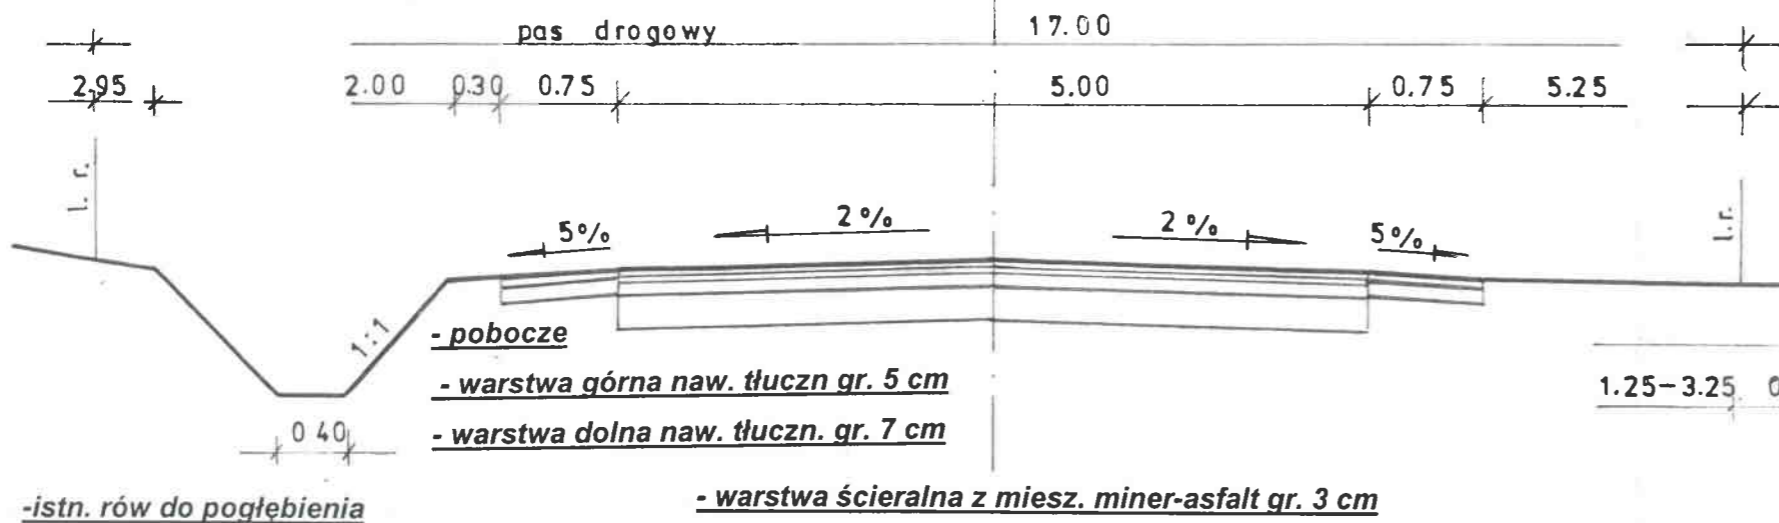 pas drogowy 17.00
2.95 2.00 0.30 0.75 5.00 0.75 5.25
l. r. l.r.
5% 2% 2% 5%
1:1
- pobocze
- warstwa górna naw. tłuczn gr. 5 cm
1.25-3.25
- warstwa dolna naw. tłuczn. gr. 7 cm
0 40
-istn. rów do pogłębienia
- warstwa ścieralna z miesz. miner-asfalt gr. 3 cm